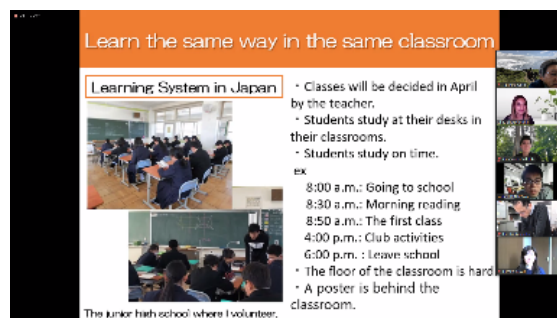 Learn the same way in the same classroom
Learning System in Japan
The junior high school where I volunteer,
・Classes will be decided in April
by the teacher.
・Students study at their desks in
their classrooms.
・Students study on time.
ex
8:00 a.m.: Going to school
8:30 a.m.: Morning reading
8:50 a.m.: The first class
4:00 p.m.: Club activities
6:00 p.m.: Leave school
・The floor of the classroom is hard.
・A poster is behind the
classroom.